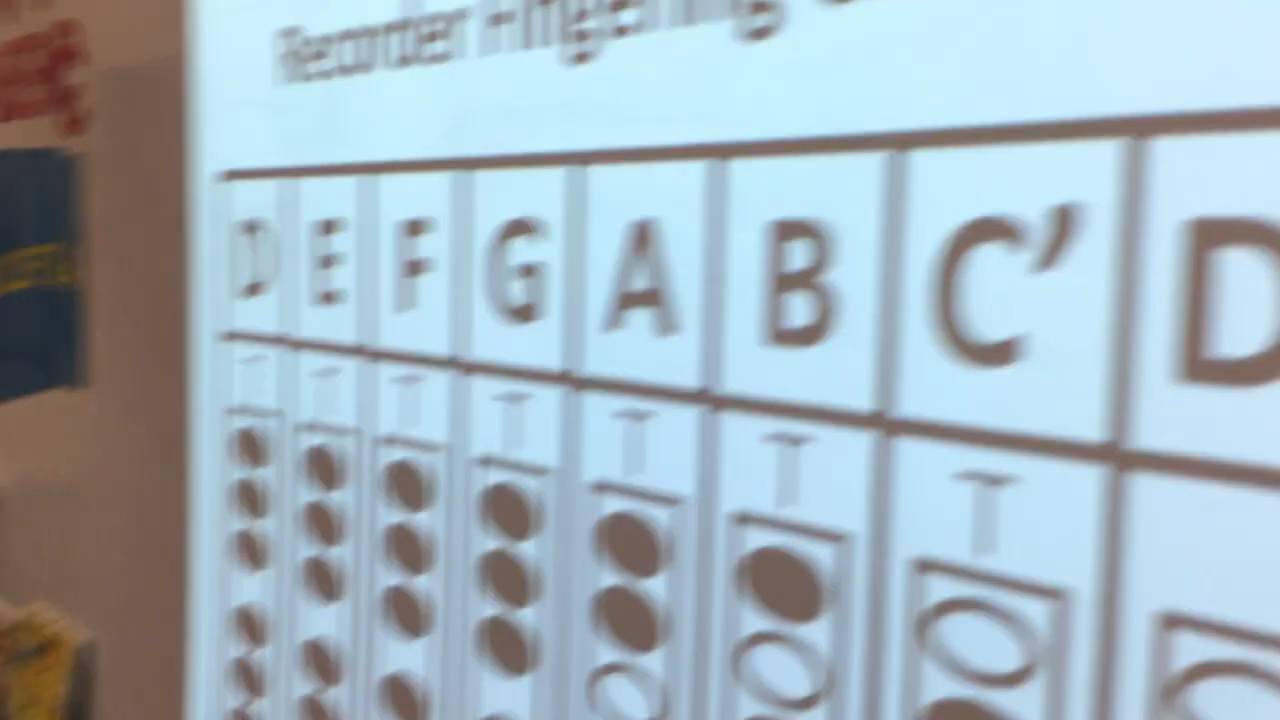 Recorder Fingering
D E F G A B C’ D
T T T T T T T